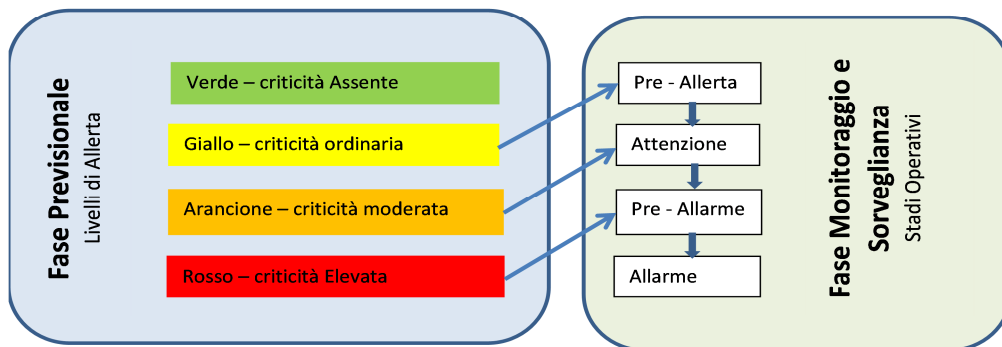 Fase Previsionale
Livelli di Allerta
Verde – criticità Assente
Giallo – criticità ordinaria
Arancione – criticità moderata
Rosso – criticità Elevata
Pre - Allerta
Attenzione
Pre - Allarme
Allarme
Fase Monitoraggio e
Sorveglianza
Stadi Operativi